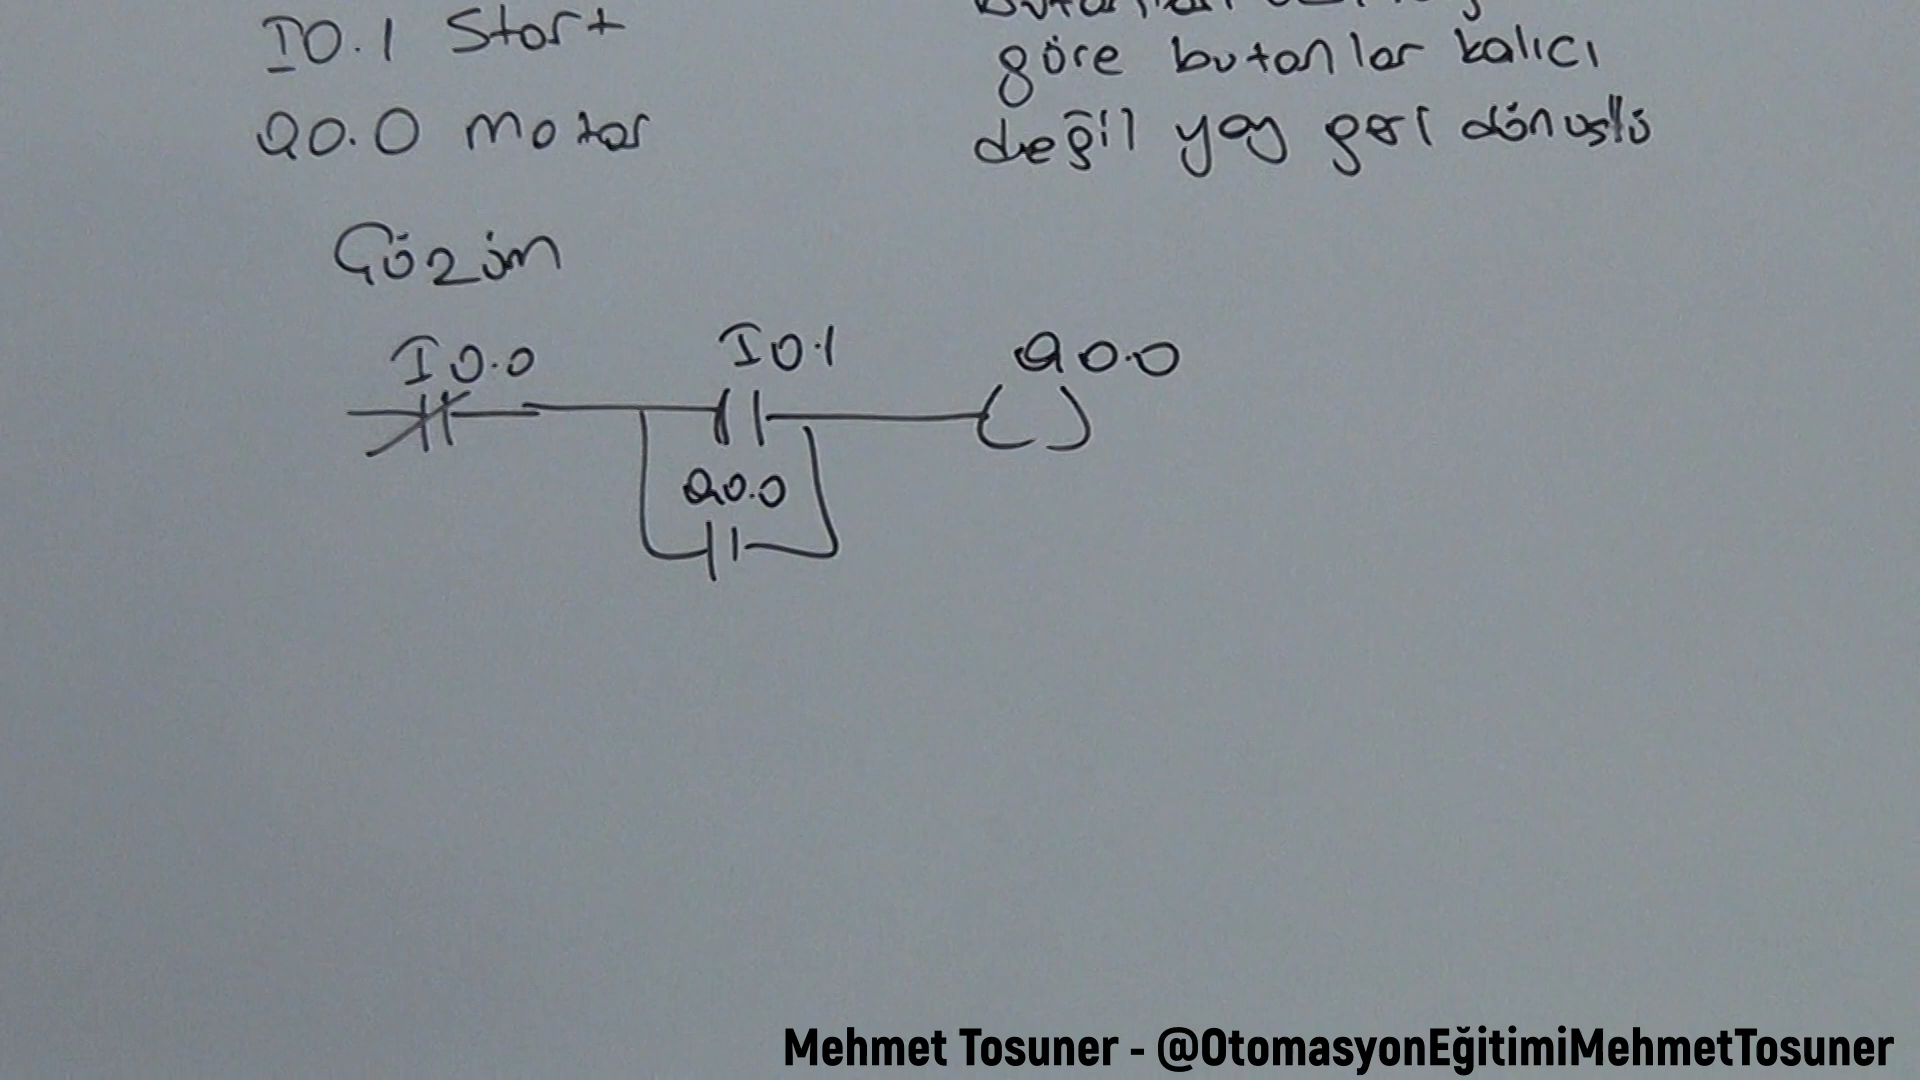 I0.1 Start
Q0.0 motor
göre butonlar kalıcı
değil yay geri dönüşlü
Çözüm
I0.0
I0.1
Q0.0
Q0.0
Mehmet Tosuner - @OtomasyonEğitimiMehmetTosuner